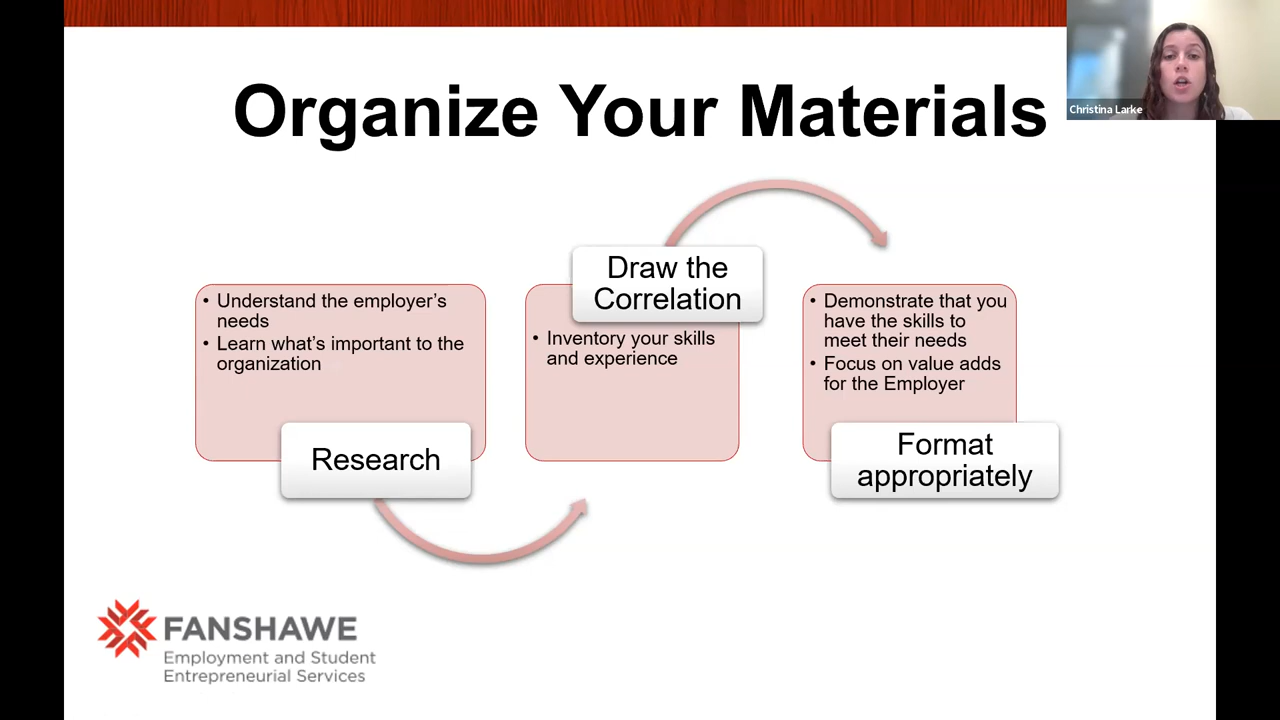 Organize Your Materials
Christina Larke
• Understand the employer's
needs
• Learn what's important to the
organization
Research
Draw the
Correlation
• Inventory your skills
and experience
• Demonstrate that you
have the skills to
meet their needs
• Focus on value adds
for the Employer
Format
appropriately
FANSHAWE
Employment and Student
Entrepreneurial Services